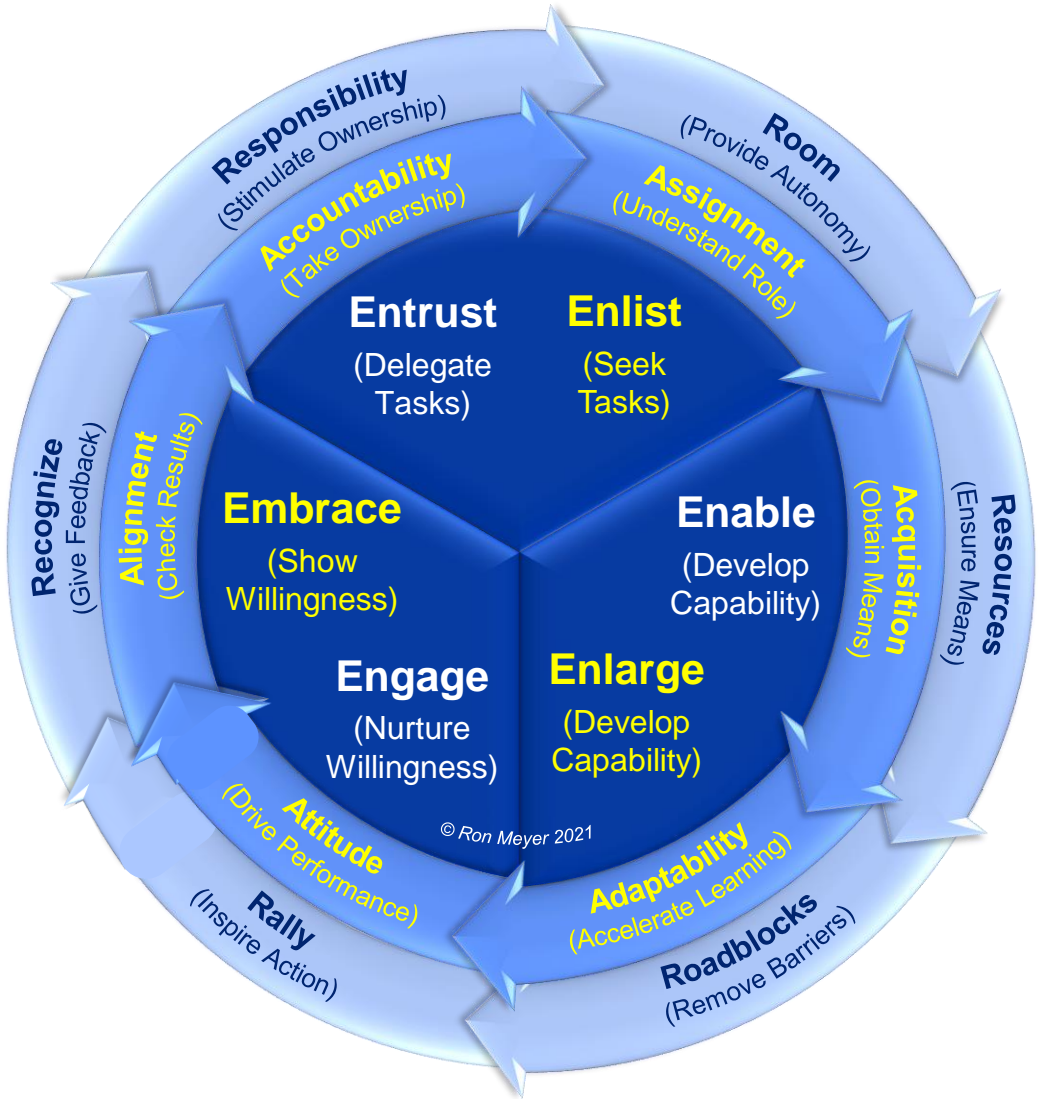 Responsibility
(Stimulate Ownership)
Room
(Provide Autonomy)
Resources
(Ensure Means)
Roadblocks
(Remove Barriers)
Rally
(Inspire Action)
Recognize
(Give Feedback)
Accountability
(Take Ownership)
Assignment
(Understand Role)
Acquisition
(Obtain Means)
Adaptability
(Accelerate Learning)
Attitude
(Drive Performance)
Alignment
(Check Results)
Entrust
(Delegate
Tasks)
Enlist
(Seek
Tasks)
Enable
(Develop
Capability)
Enlarge
(Develop
Capability)
Engage
(Nurture
Willingness)
Embrace
(Show
Willingness)
© Ron Meyer 2021